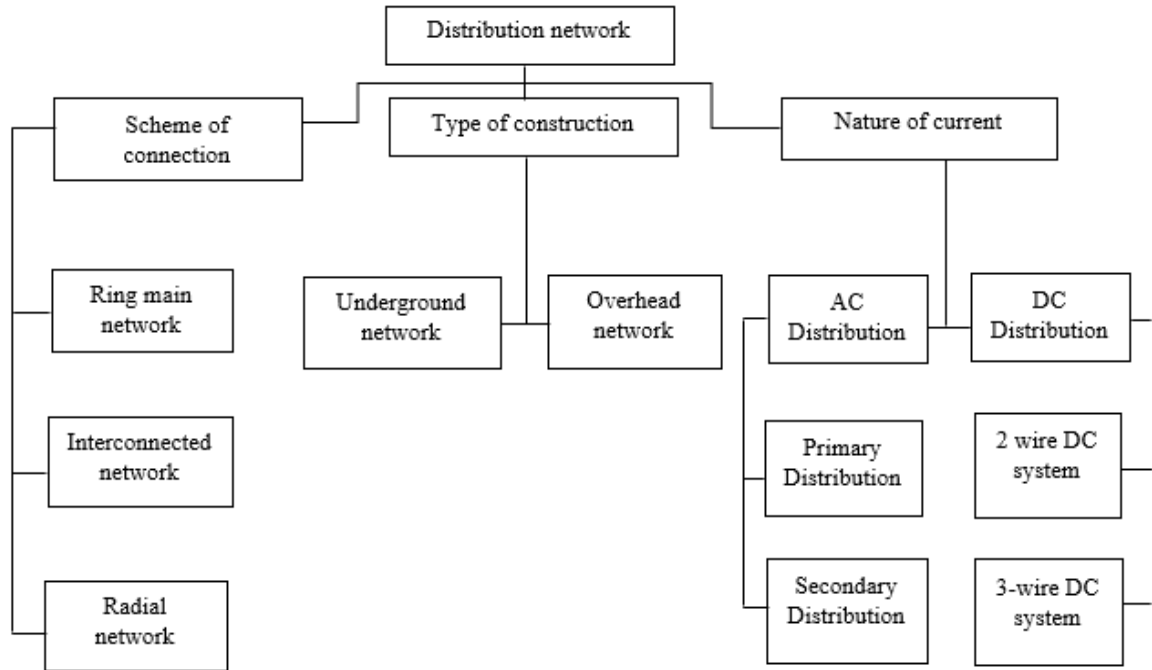 Distribution network
Scheme of
connection
Type of construction
Nature of current
Ring main
network
Underground
network
Overhead
network
AC
Distribution
DC
Distribution
Interconnected
network
Primary
Distribution
2 wire DC
system
Radial
network
Secondary
Distribution
3-wire DC
system